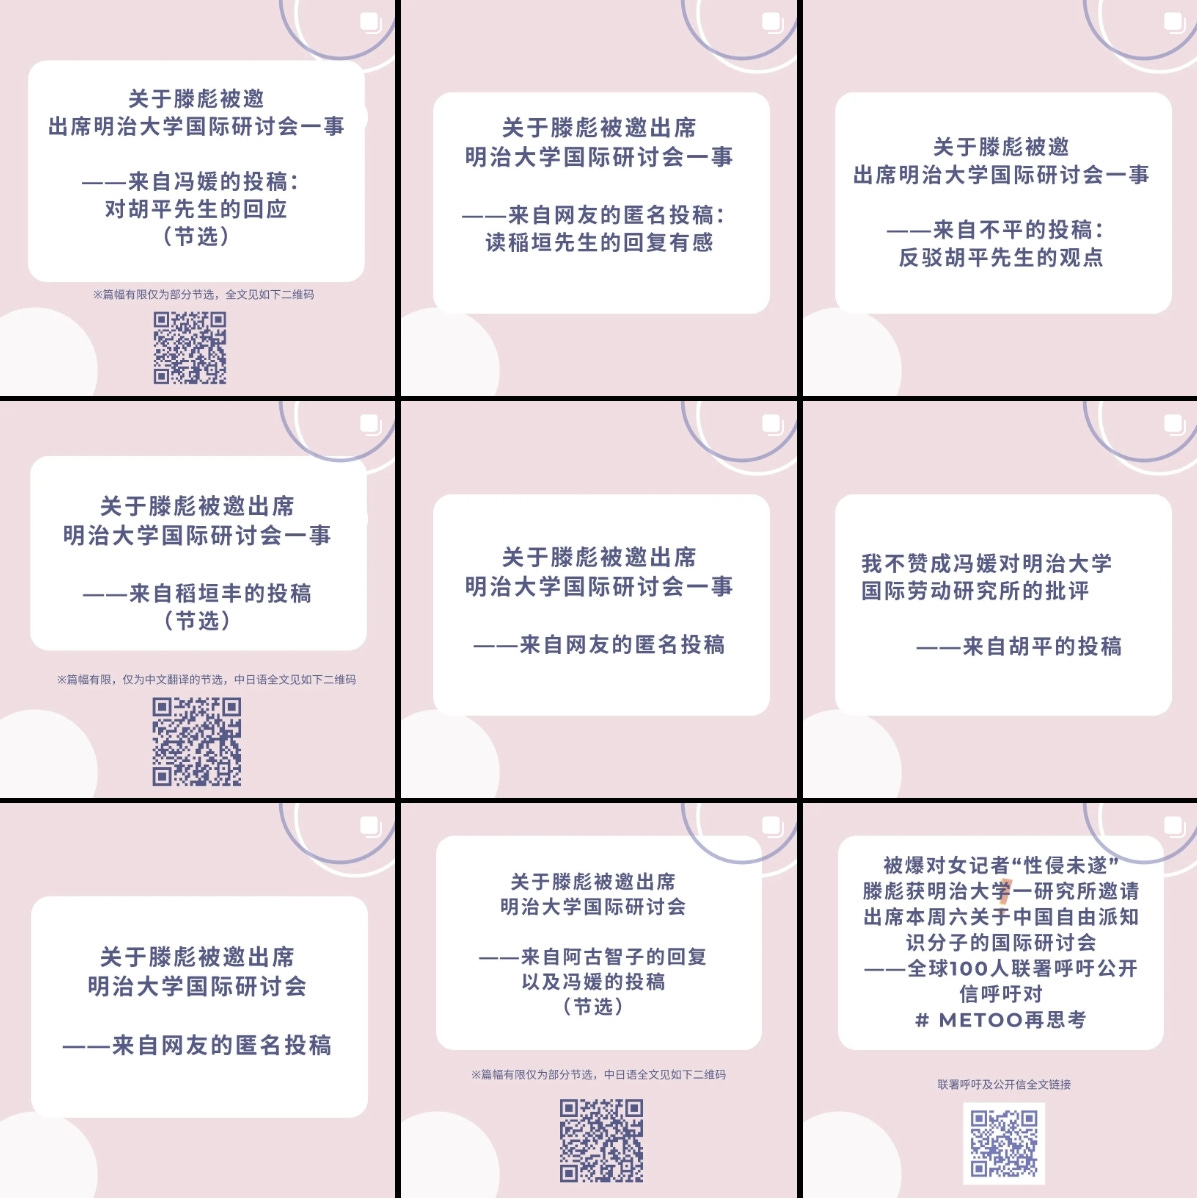 关于滕彪被邀
出席明治大学国际研讨会一事
——来自冯媛的投稿：
对胡平先生的回应
（节选）
※篇幅有限仅为部分节选，全文见如下二维码
关于滕彪被邀出席
明治大学国际研讨会一事
——来自网友的匿名投稿：
读稲垣先生的回复有感
关于滕彪被邀
出席明治大学国际研讨会一事
——来自不平的投稿：
反驳胡平先生的观点
关于滕彪被邀出席
明治大学国际研讨会一事
——来自稻垣丰的投稿
（节选）
※篇幅有限，仅为中文翻译的节选，中日语全文见如下二维码
关于滕彪被邀出席
明治大学国际研讨会一事
——来自网友的匿名投稿
我不赞成冯媛对明治大学
国际劳动研究所的批评
——来自胡平的投稿
关于滕彪被邀出席
明治大学国际研讨会
——来自网友的匿名投稿
关于滕彪被邀出席
明治大学国际研讨会
——来自阿古智子的回复
以及冯媛的投稿
（节选）
※篇幅有限仅为部分节选，中日语全文见如下二维码
被爆对女记者“性侵未遂”
滕彪获明治大学一研究所邀请
出席本周六关于中国自由派知
识分子的国际研讨会
——全球100人联署呼吁公开
信呼吁对
# METOO再思考
联署呼吁及公开信全文链接